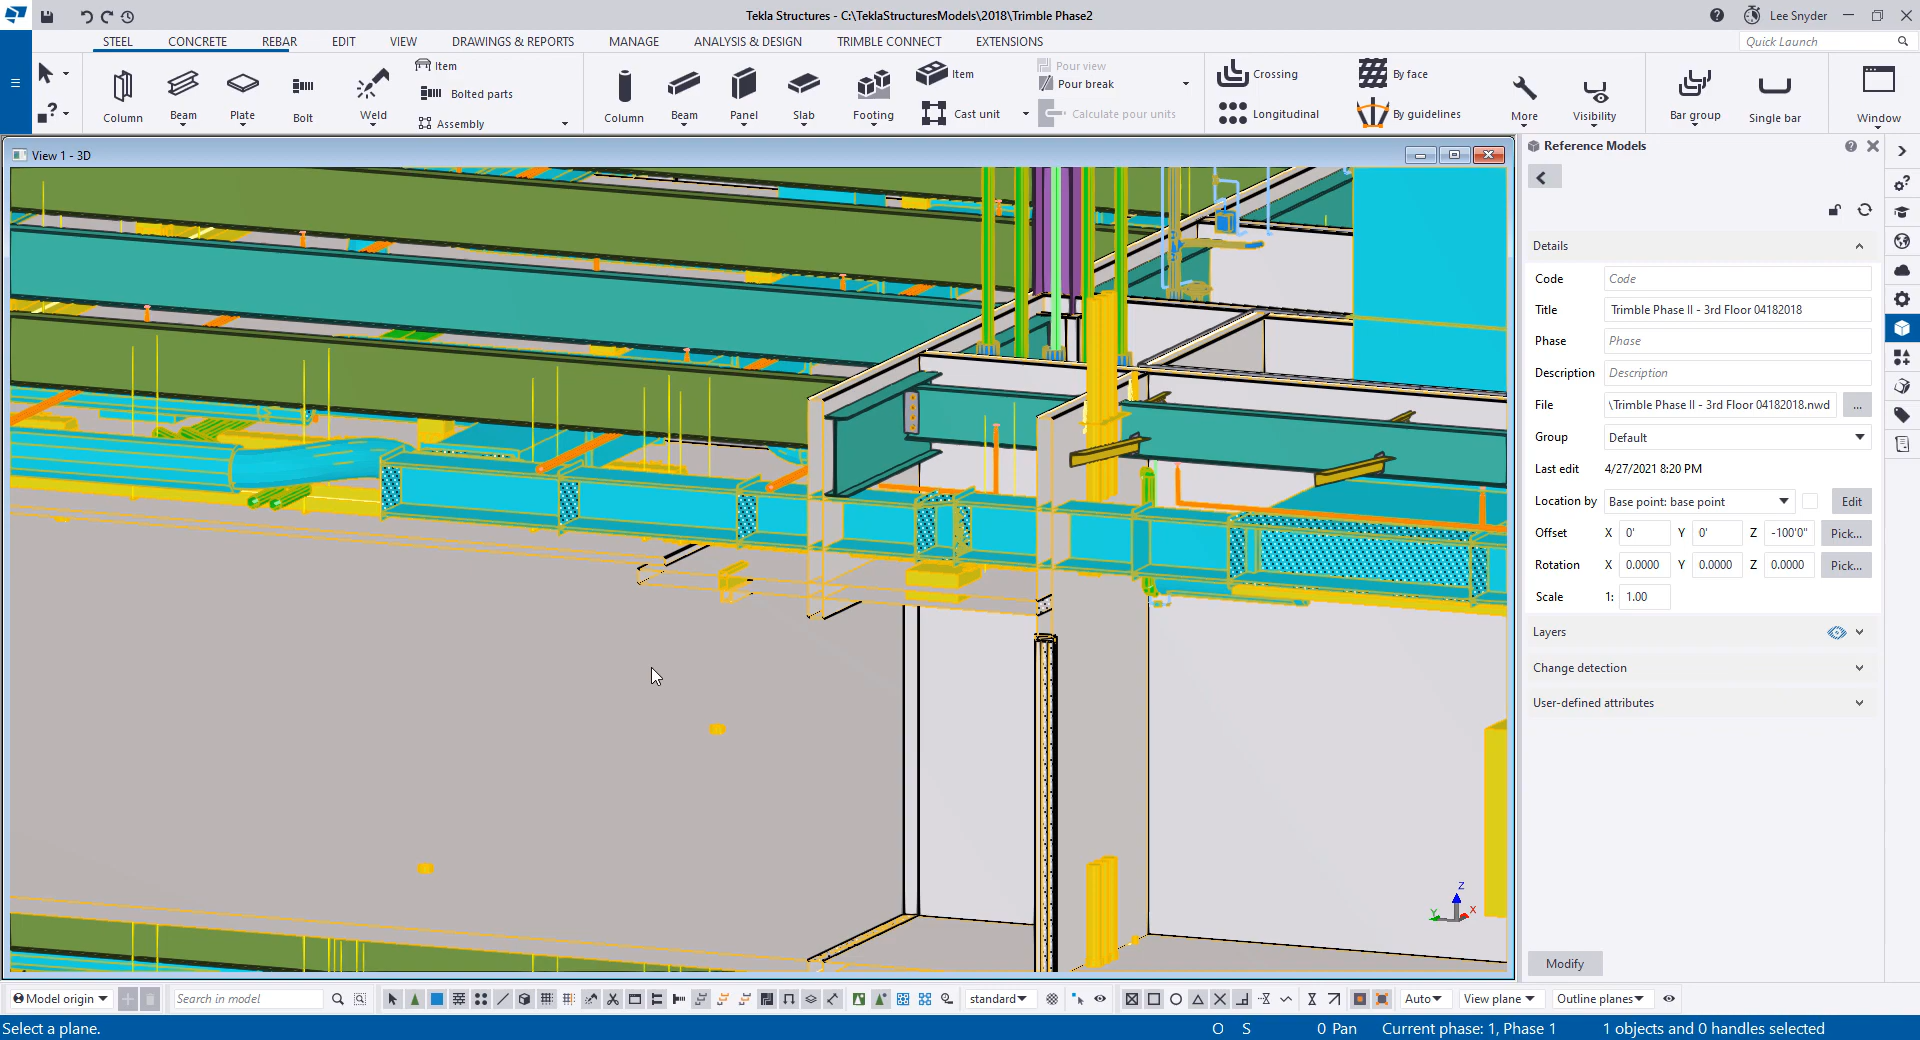 Tekla Structures - C:\TeklaStructuresModels\2018\Trimble Phase2
Lee Snyder
STEEL CONCRETE REBAR EDIT VIEW DRAWINGS & REPORTS MANAGE ANALYSIS & DESIGN TRIMBLE CONNECT EXTENSIONS
Quick Launch
Column Beam Plate Bolt Weld
Item
Bolted parts
Assembly
Column Beam Panel Slab Footing
Item
Cast unit
Pour view
Pour break
Calculate pour units
Crossing
Longitudinal
By face
By guidelines
More
Visibility
Bar group
Single bar
Window
View 1 - 3D
Reference Models
Details
Code Code
Title Trimble Phase II - 3rd Floor 04182018
Phase Phase
Description Description
File \Trimble Phase II - 3rd Floor 04182018.nwd ...
Group Default
Last edit 4/27/2021 8:20 PM
Location by Base point: base point Edit
Offset X 0' Y 0' Z -100'0" Pick...
Rotation X 0.0000 Y 0.0000 Z 0.0000 Pick...
Scale 1: 1.00
Layers
Change detection
User-defined attributes
Z
Y X
Modify
Model origin
Search in model
standard
Auto
View plane
Outline planes
Select a plane.
O S 0 Pan Current phase: 1, Phase 1 1 objects and 0 handles selected